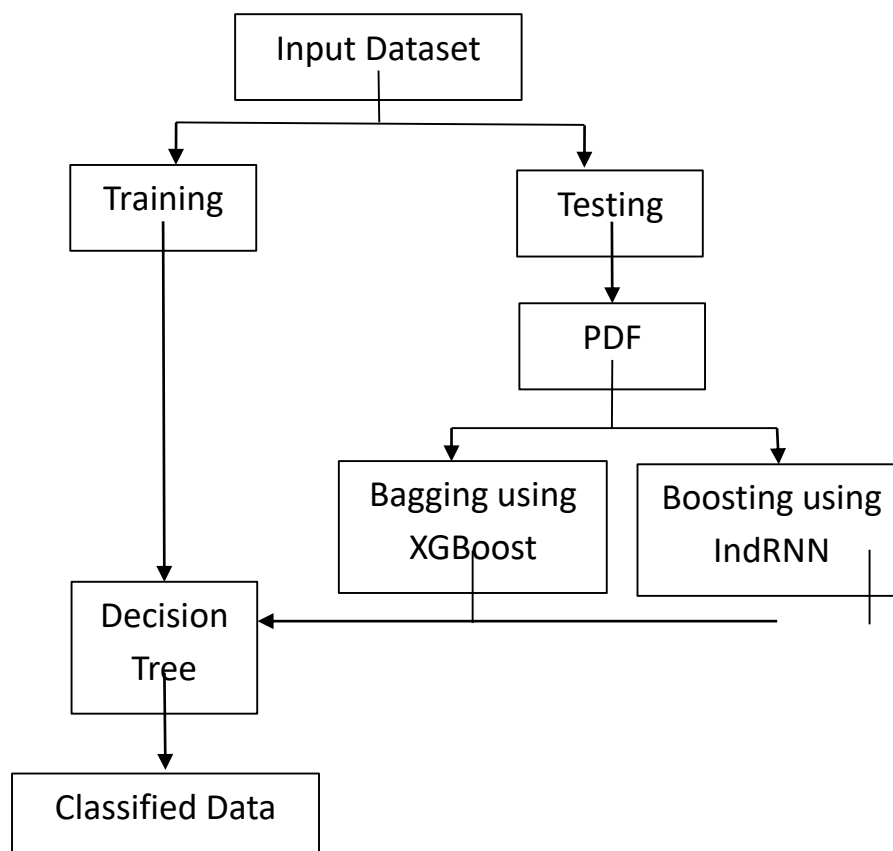 Input Dataset
Training
Testing
PDF
Bagging using
XGBoost
Boosting using
IndRNN
Decision
Tree
Classified Data